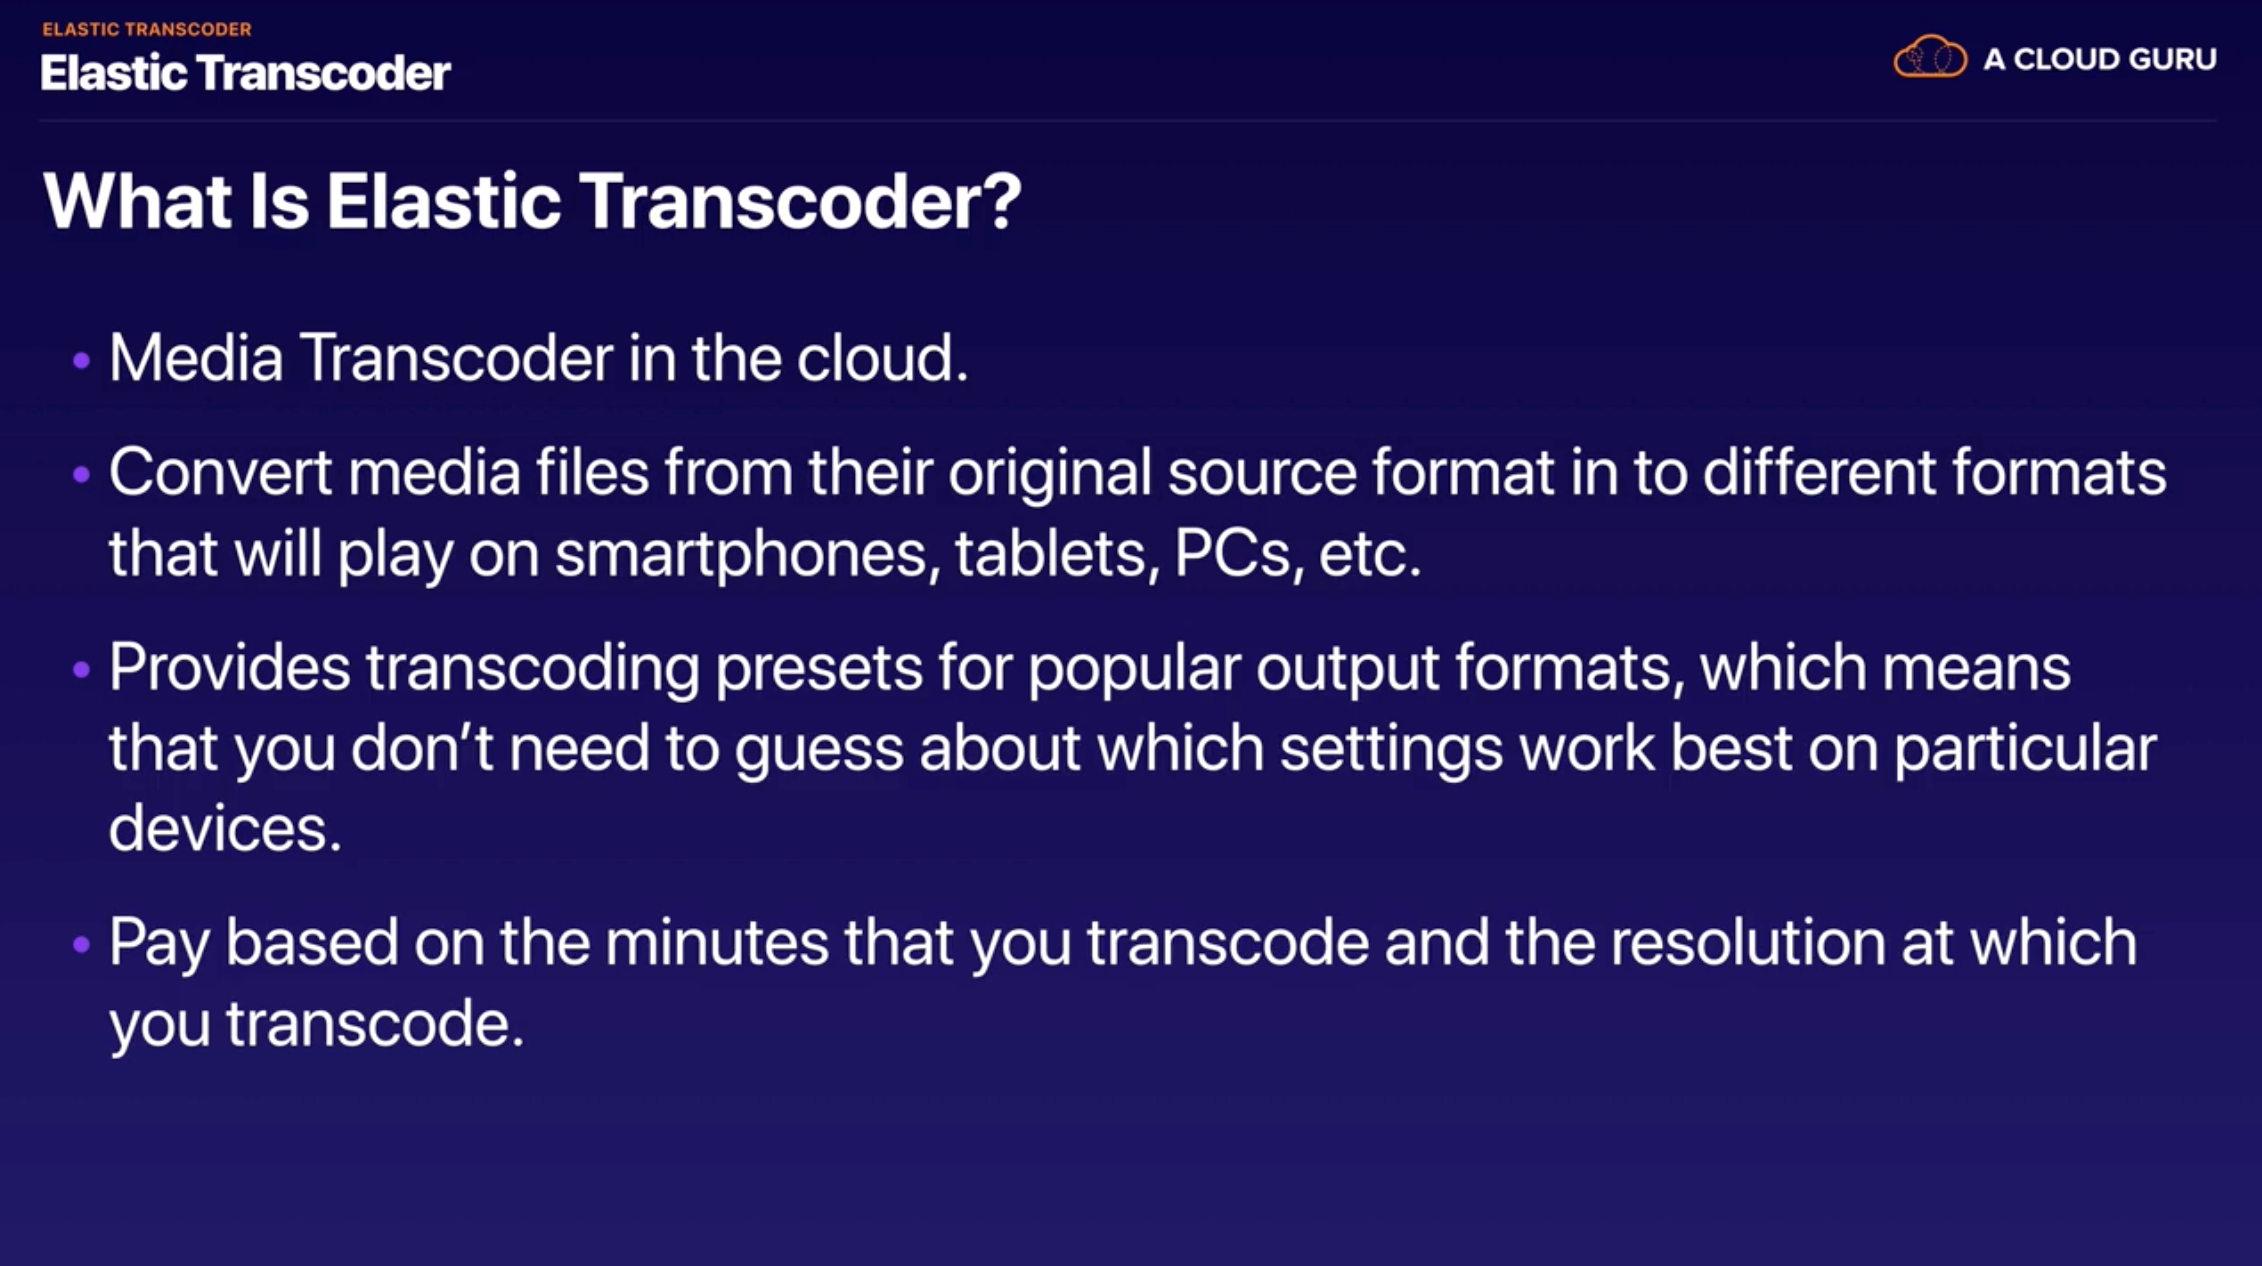 ELASTIC TRANSCODER
Elastic Transcoder
A CLOUD GURU
What Is Elastic Transcoder?
• Media Transcoder in the cloud.
• Convert media files from their original source format in to different formats
that will play on smartphones, tablets, PCs, etc.
• Provides transcoding presets for popular output formats, which means
that you don’t need to guess about which settings work best on particular
devices.
• Pay based on the minutes that you transcode and the resolution at which
you transcode.